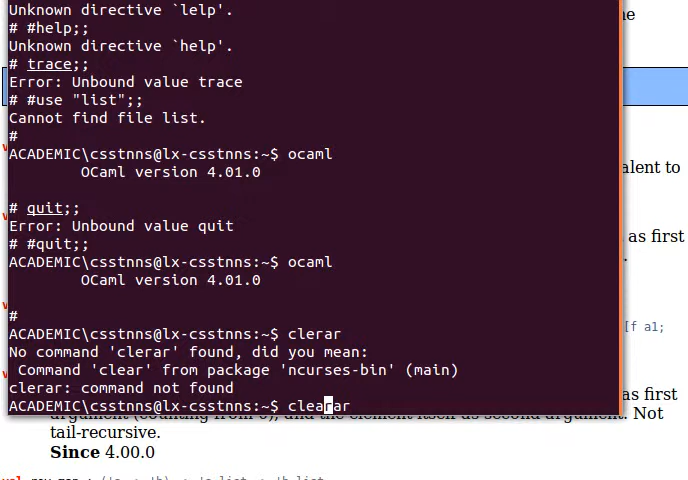 Unknown directive `lelp'.
# #help;;
Unknown directive `help'.
# trace;;
Error: Unbound value trace
# #use "list";;
Cannot find file list.
#
ACADEMIC\csstnns@lx-csstnns:~$ ocaml
OCaml version 4.01.0
# quit;;
Error: Unbound value quit
# #quit;;
ACADEMIC\csstnns@lx-csstnns:~$ ocaml
OCaml version 4.01.0
#
ACADEMIC\csstnns@lx-csstnns:~$ clerar
No command 'clerar' found, did you mean:
Command 'clear' from package 'ncurses-bin' (main)
clerar: command not found
ACADEMIC\csstnns@lx-csstnns:~$ clearar
alent to
as first
[f a1;
as first
argument (counting from 0), and the element itself as second argument. Not
tail-recursive.
Since 4.00.0